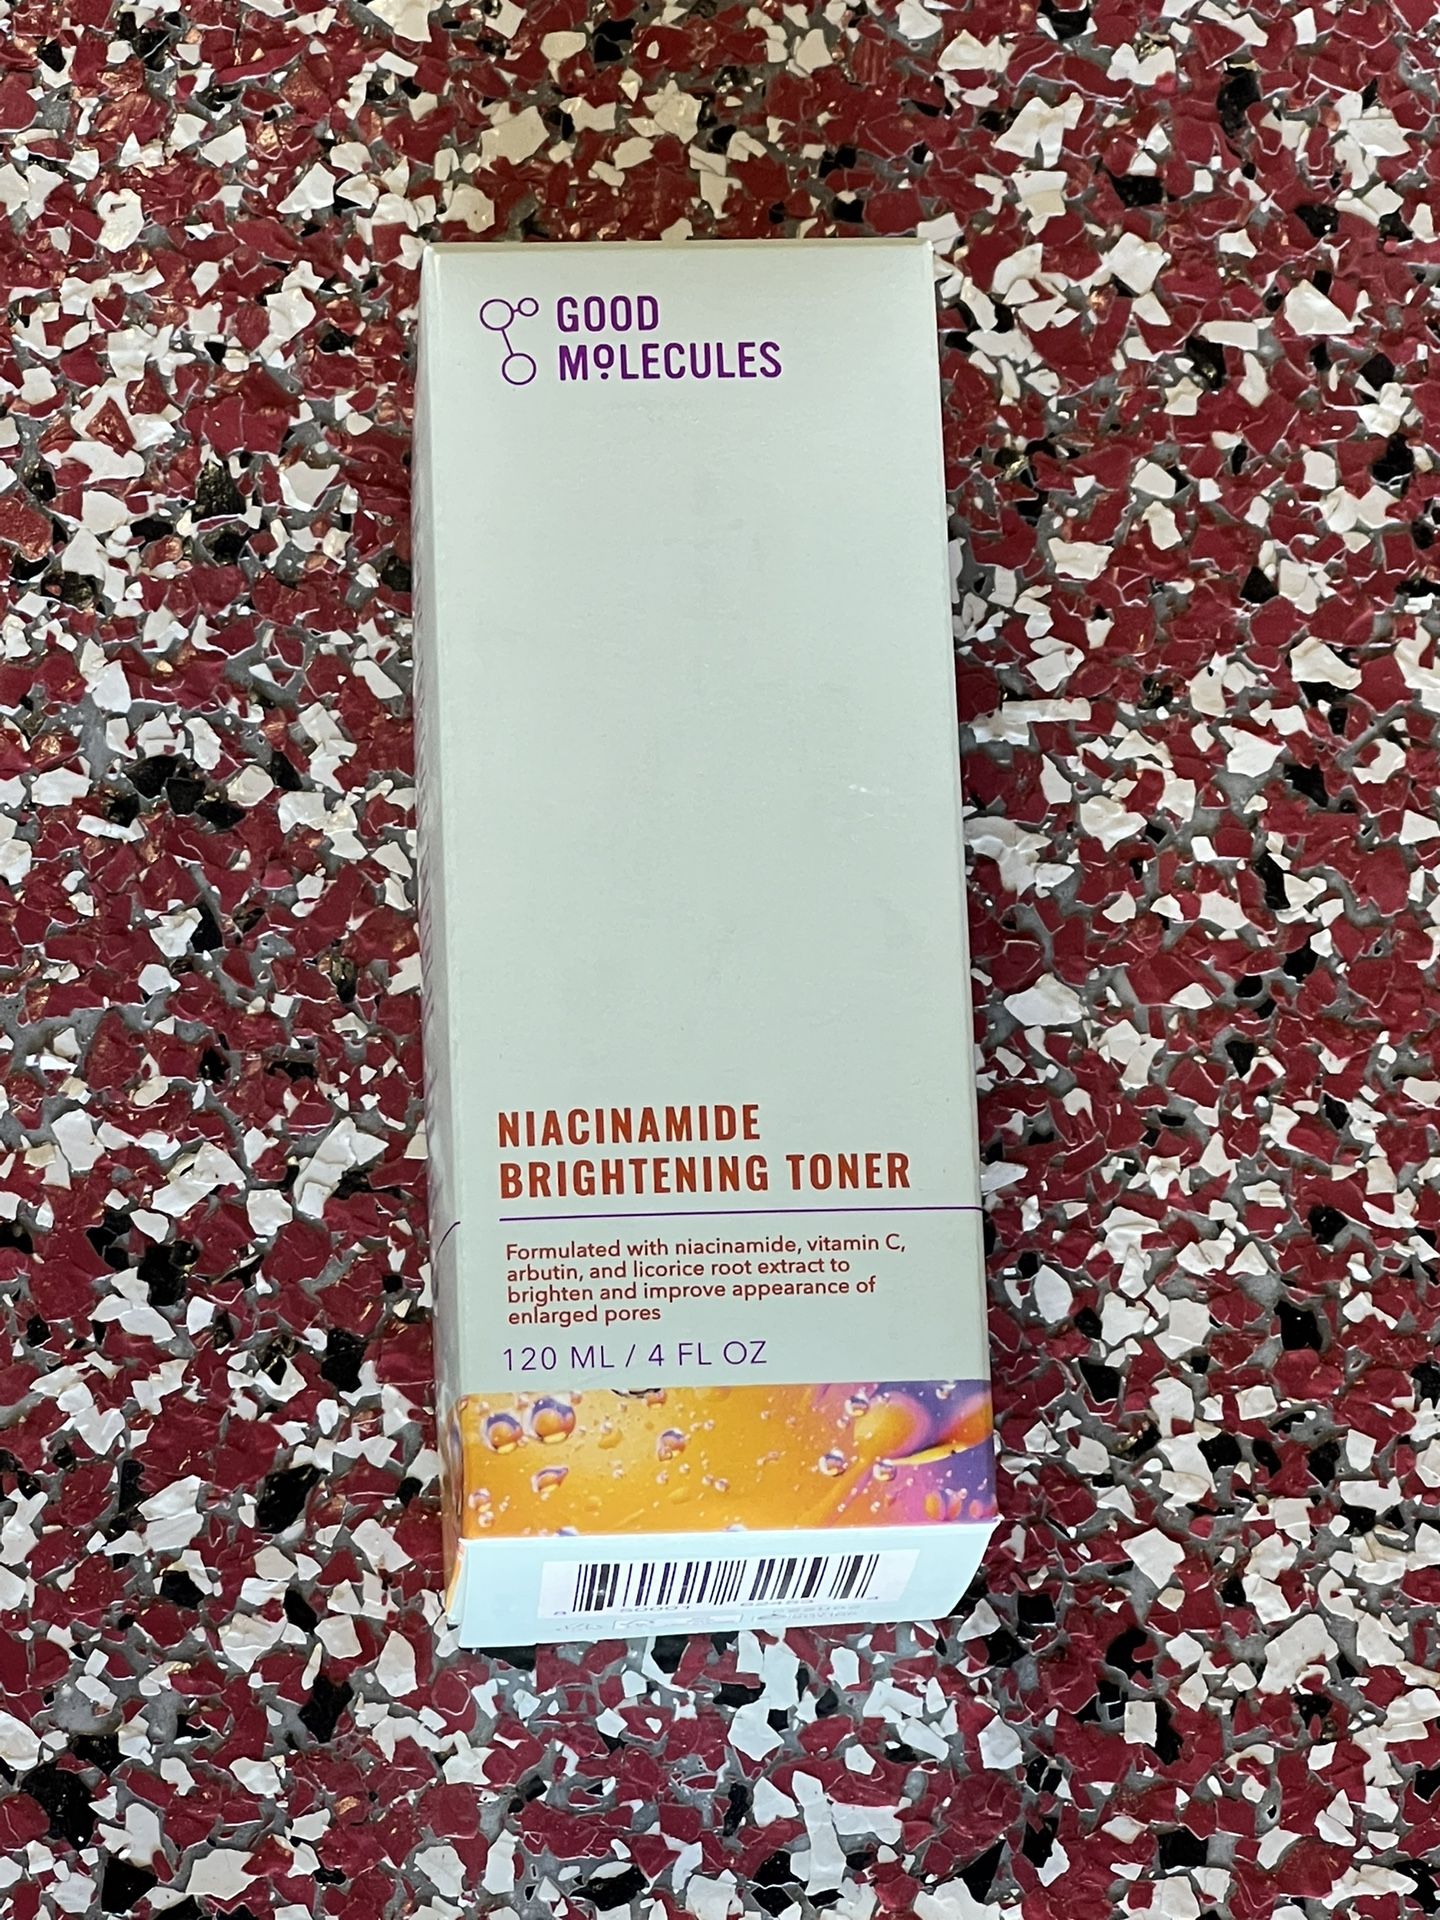 GOOD
MOLECULES
NIACINAMIDE
BRIGHTENING TONER
Formulated with niacinamide, vitamin C,
arbutin, and licorice root extract to
brighten and improve appearance of
enlarged pores
120 ML / 4 FL OZ